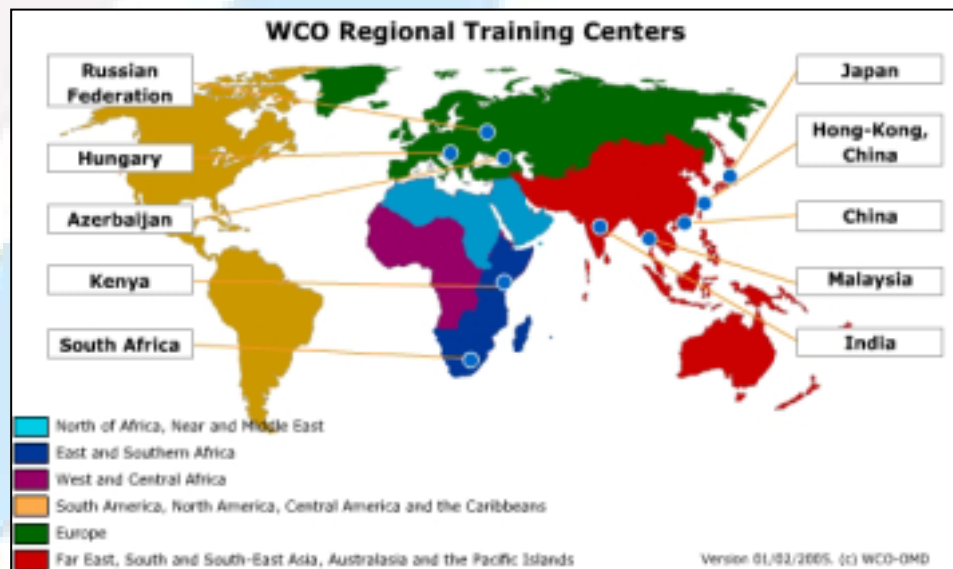 WCO Regional Training Centers
Russian
Federation
Hungary
Azerbaijan
Kenya
South Africa
Japan
Hong-Kong,
China
China
Malaysia
India
North of Africa, Near and Middle East
East and Southern Africa
West and Central Africa
South America, North America, Central America and the Caribbeans
Europe
Far East, South and South-East Asia, Australasia and the Pacific Islands
Version 01/02/2005. (c) WCO-OMD